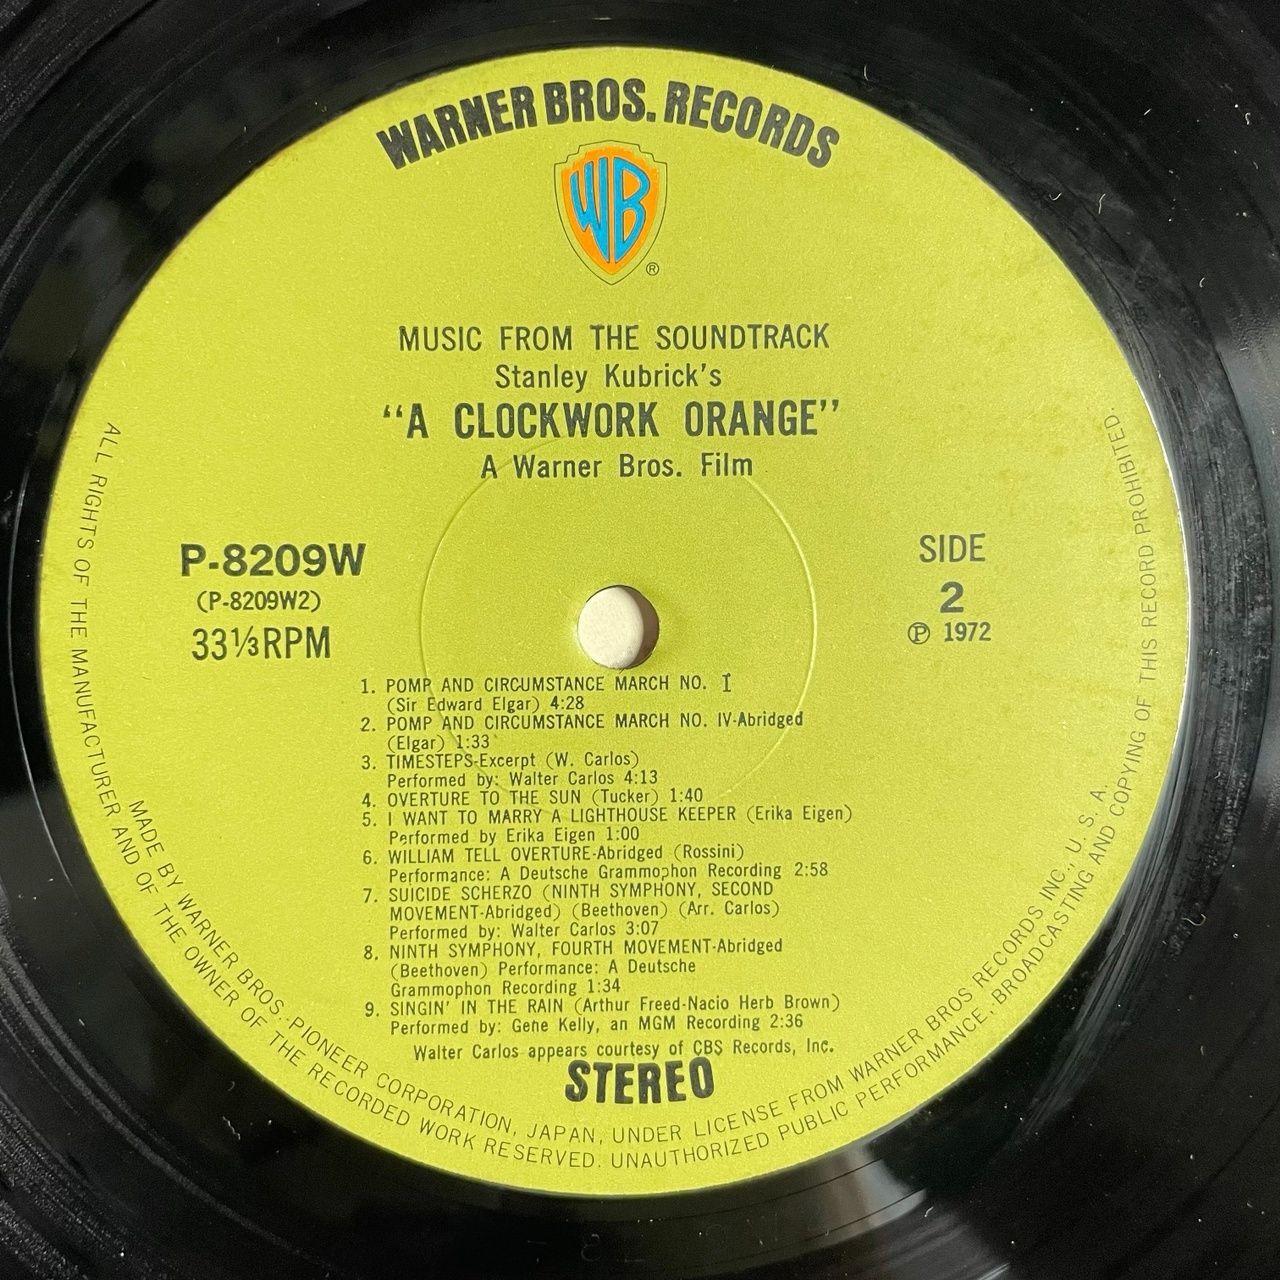 WARNER BROS. RECORDS
WB
®
MUSIC FROM THE SOUNDTRACK
Stanley Kubrick's
"A CLOCKWORK ORANGE"
A Warner Bros. Film
P-8209W
(P-8209W2)
33⅓RPM
SIDE
2
℗ 1972
1. POMP AND CIRCUMSTANCE MARCH NO. I
(Sir Edward Elgar) 4:28
2. POMP AND CIRCUMSTANCE MARCH NO. IV-Abridged
(Elgar) 1:33
3. TIMESTEPS-Excerpt (W. Carlos)
Performed by: Walter Carlos 4:13
4. OVERTURE TO THE SUN (Tucker) 1:40
5. I WANT TO MARRY A LIGHTHOUSE KEEPER (Erika Eigen)
Performed by Erika Eigen 1:00
6. WILLIAM TELL OVERTURE-Abridged (Rossini)
Performance: A Deutsche Grammophon Recording 2:58
7. SUICIDE SCHERZO (NINTH SYMPHONY, SECOND
MOVEMENT-Abridged) (Beethoven) (Arr. Carlos)
Performed by: Walter Carlos 3:07
8. NINTH SYMPHONY, FOURTH MOVEMENT-Abridged
(Beethoven) Performance: A Deutsche
Grammophon Recording 1:34
9. SINGIN' IN THE RAIN (Arthur Freed-Nacio Herb Brown)
Performed by: Gene Kelly, an MGM Recording 2:36
Walter Carlos appears courtesy of CBS Records, Inc.
STEREO
MADE BY WARNER BROS.-PIONEER CORPORATION, JAPAN, UNDER LICENSE FROM WARNER BROS RECORDS INC., U. S. A.
ALL RIGHTS OF THE MANUFACTURER AND OF THE OWNER OF THE RECORDED WORK RESERVED. UNAUTHORIZED PUBLIC PERFORMANCE, BROADCASTING AND COPYING OF THIS RECORD PROHIBITED.